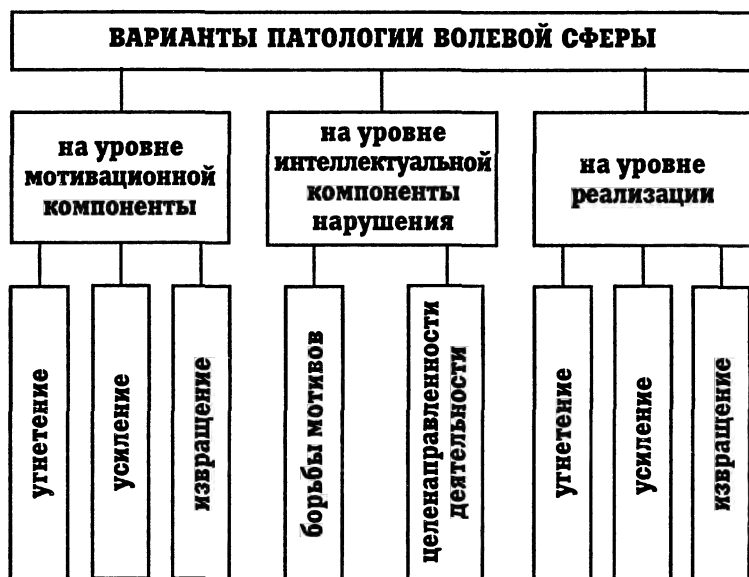 ВАРИАНТЫ ПАТОЛОГИИ ВОЛЕВОЙ СФЕРЫ
на уровне
мотивационной
компоненты
на уровне
интеллектуальной
компоненты
нарушения
на уровне
реализации
угнетение
усиление
извращение
борьбы мотивов
целенаправленности
деятельности
угнетение
усиление
извращение